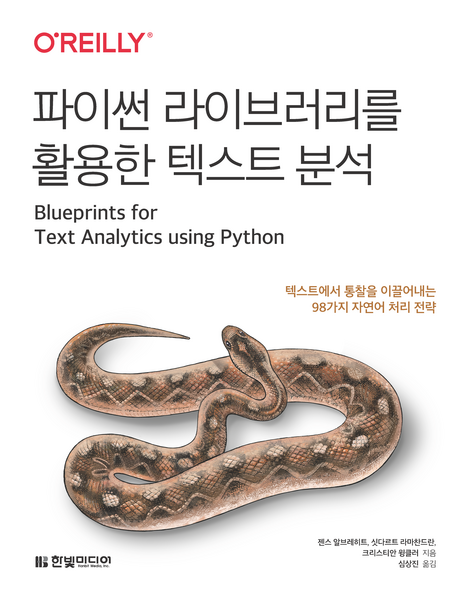 O'REILLY®
파이썬 라이브러리를
활용한 텍스트 분석
Blueprints for
Text Analytics using Python
텍스트에서 통찰을 이끌어내는
98가지 자연어 처리 전략
젠스 알브레히트, 싯다르트 라마찬드란,
크리스티안 윙클러 지음
심상진 옮김
한빛미디어
Hanbit Media, Inc.